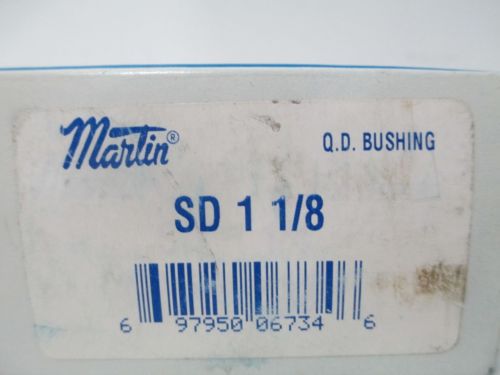 Martin®
Q.D. BUSHING
SD 1 1/8
6 97950 06734 6